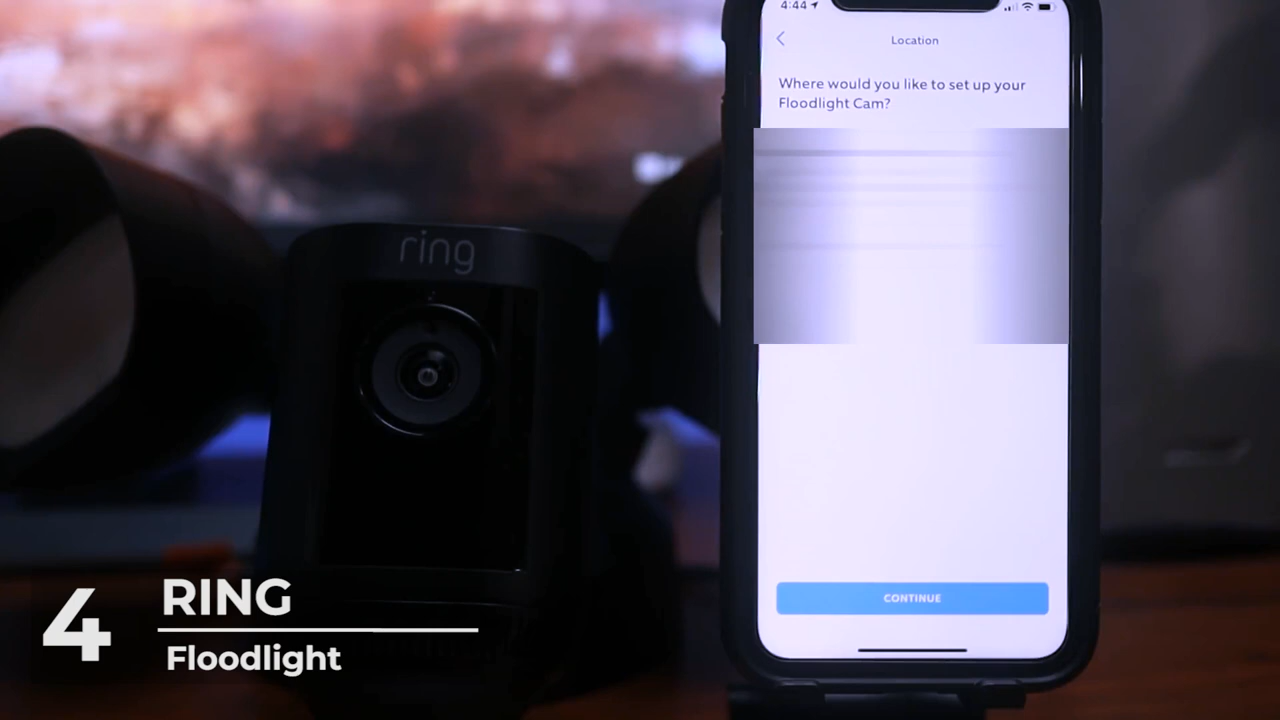 4:44
Location
Where would you like to set up your
Floodlight Cam?
ring
CONTINUE
4
RING
Floodlight